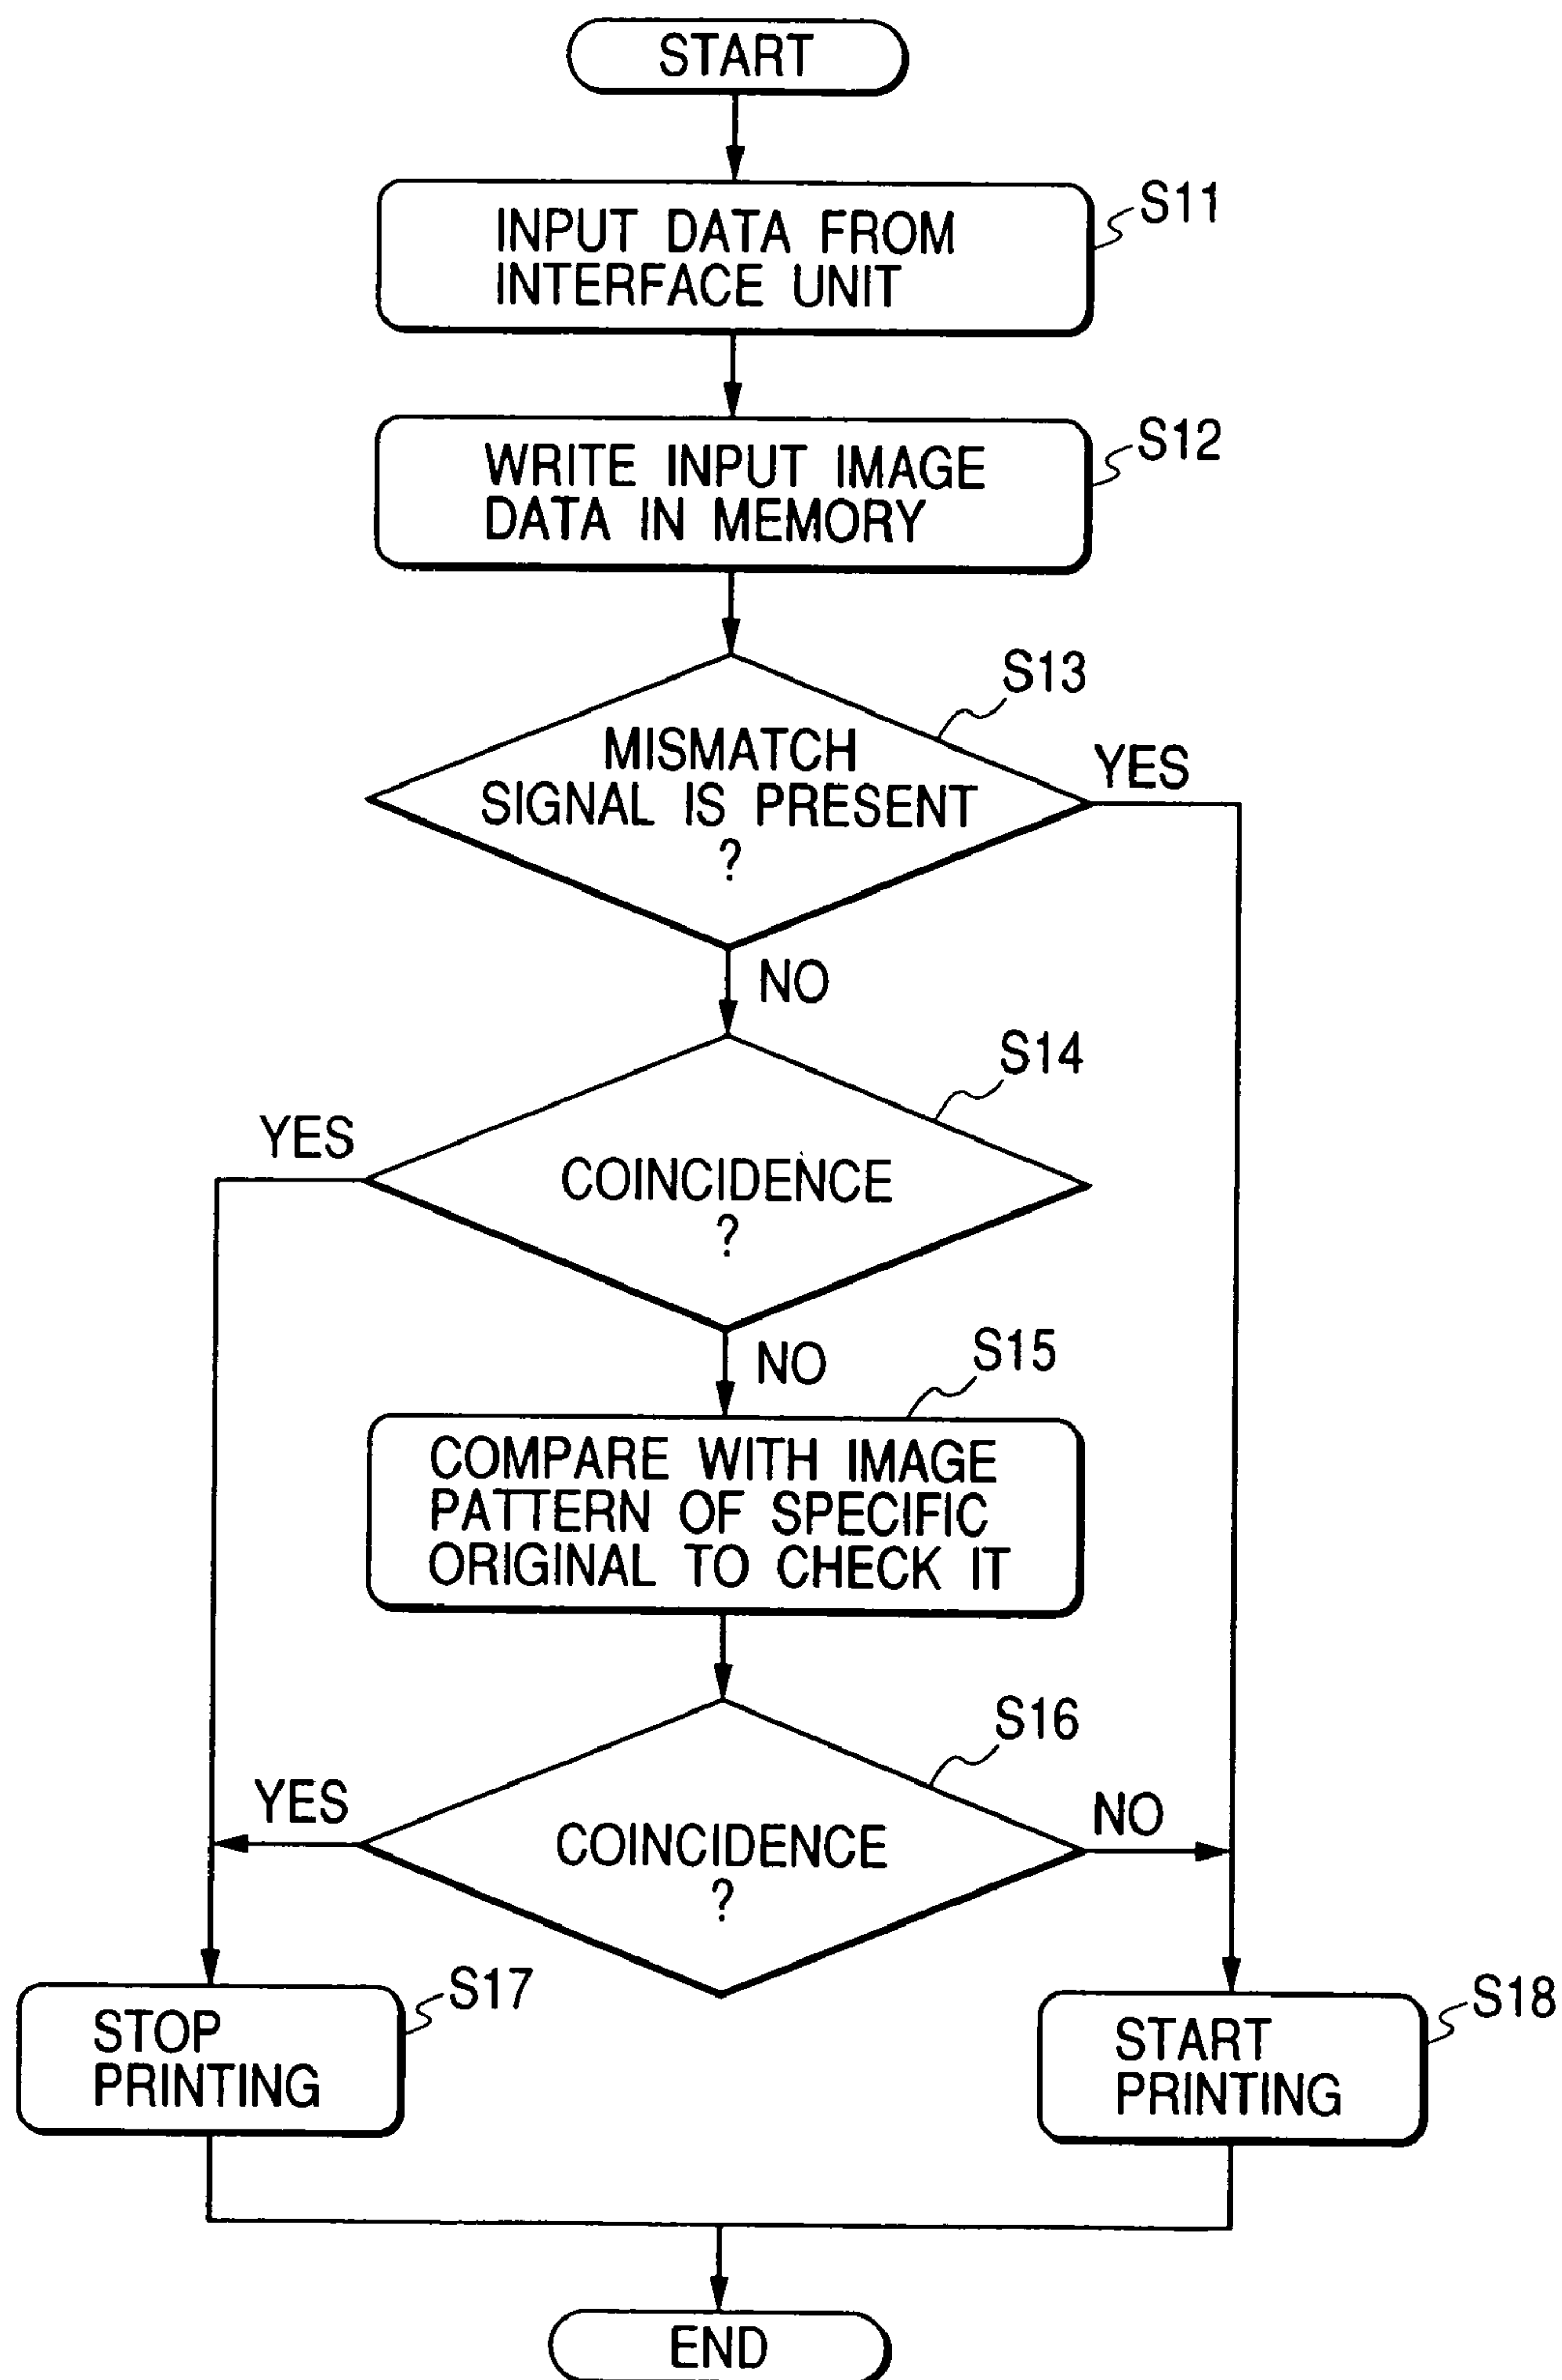 START
INPUT DATA FROM
INTERFACE UNIT
S11
WRITE INPUT IMAGE
DATA IN MEMORY
S12
S13
MISMATCH
SIGNAL IS PRESENT
?
YES
NO
S14
YES
COINCIDENCE
?
NO
S15
COMPARE WITH IMAGE
PATTERN OF SPECIFIC
ORIGINAL TO CHECK IT
S16
YES
NO
COINCIDENCE
?
STOP
PRINTING
S17
START
PRINTING
S18
END